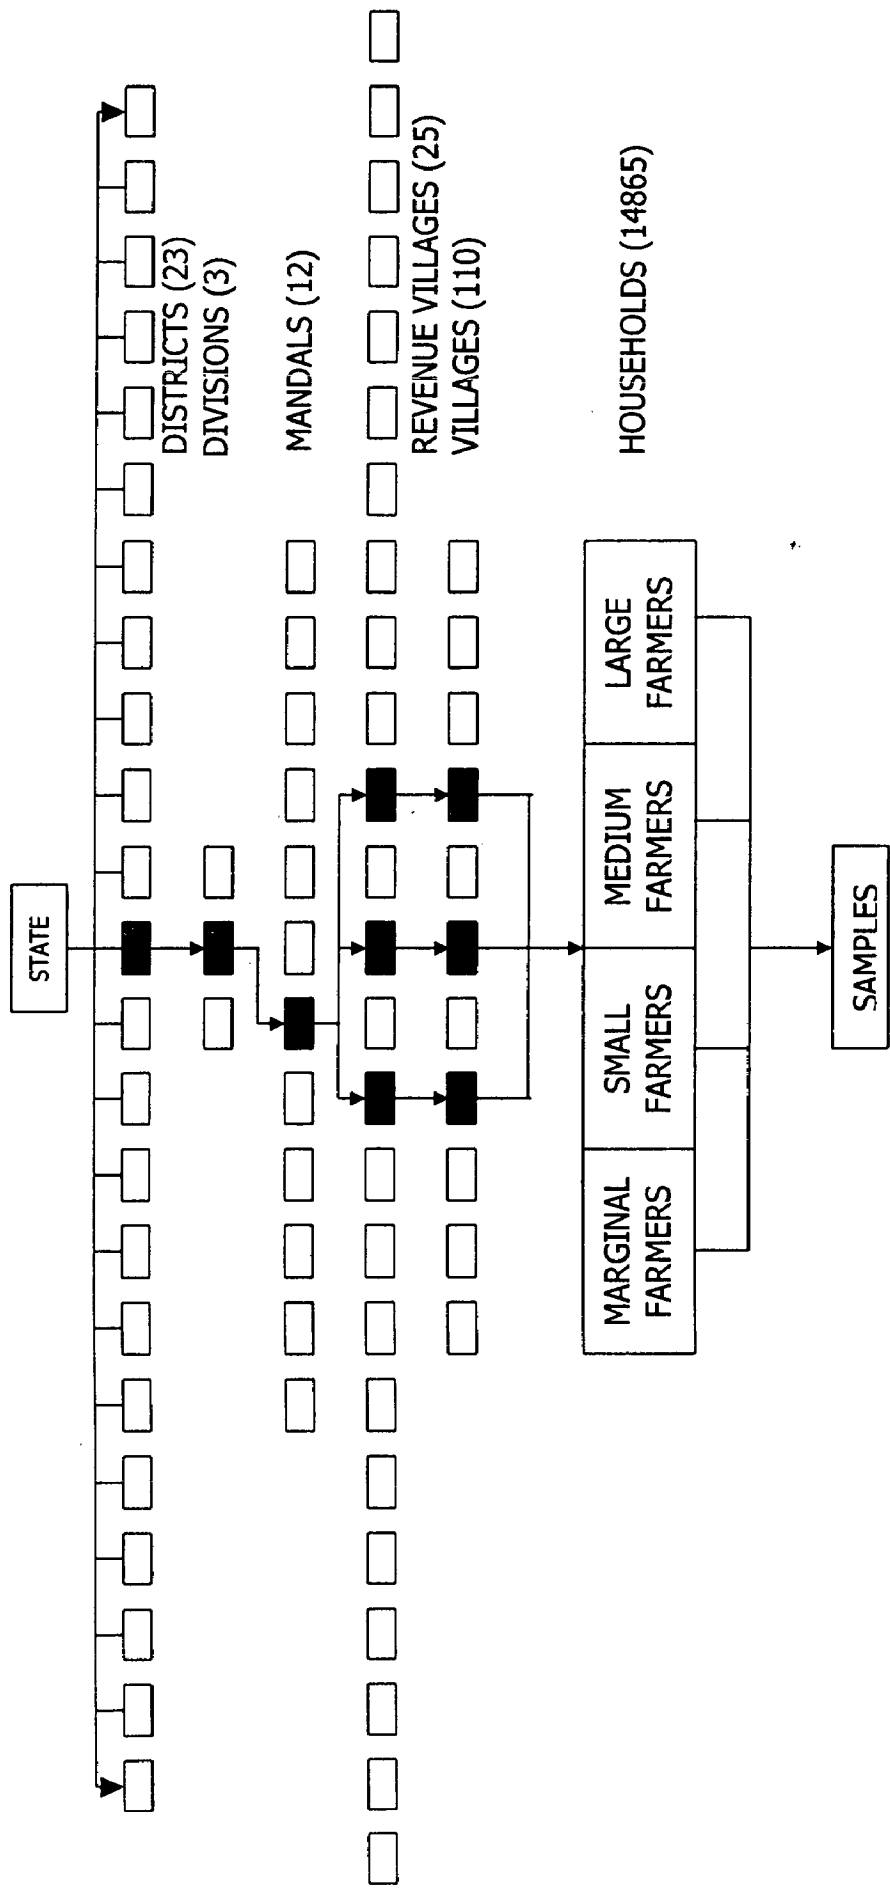 STATE
DISTRICTS (23)
DIVISIONS (3)
MANDALS (12)
REVENUE VILLAGES (25)
VILLAGES (110)
HOUSEHOLDS (14865)
MARGINAL
FARMERS
SMALL
FARMERS
MEDIUM
FARMERS
LARGE
FARMERS
SAMPLES